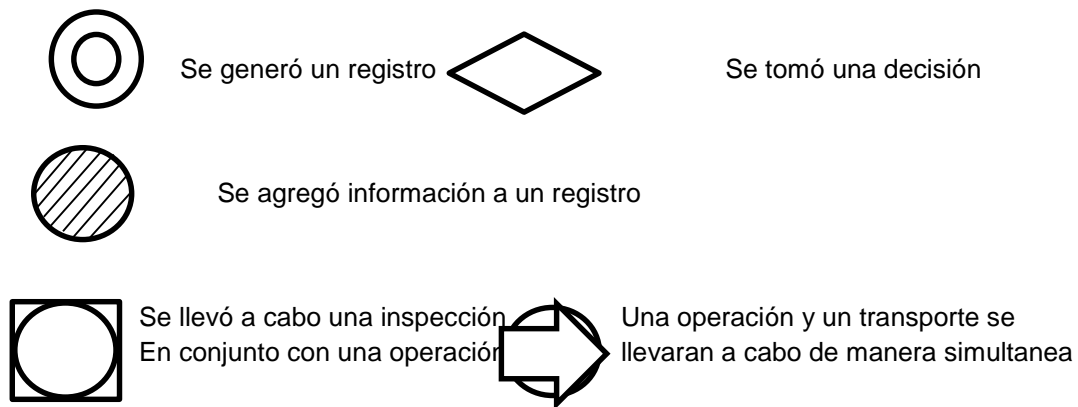 Se generó un registro
Se tomó una decisión
Se agregó información a un registro
Se llevó a cabo una inspección
En conjunto con una operación
Una operación y un transporte se
llevaran a cabo de manera simultanea